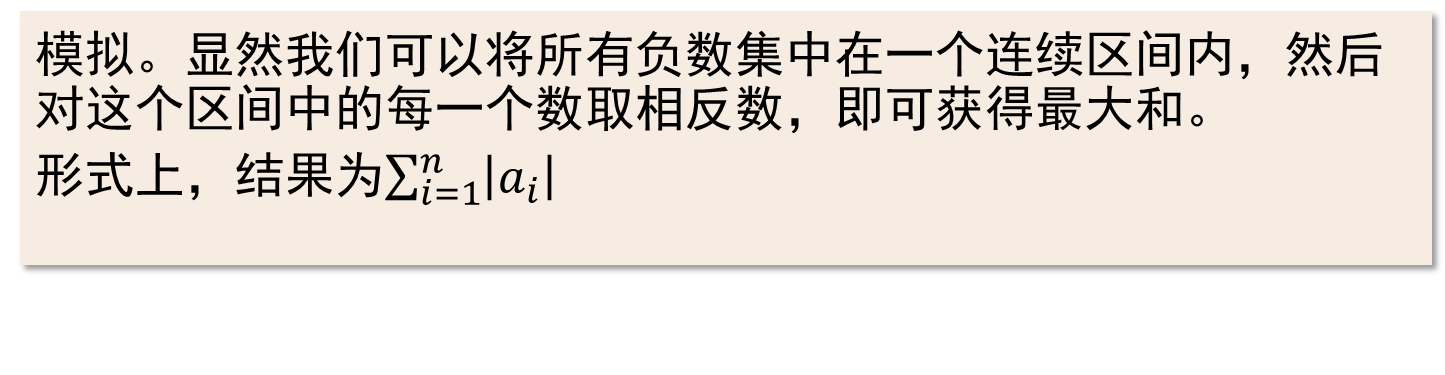 模拟。显然我们可以将所有负数集中在一个连续区间内，然后
对这个区间中的每一个数取相反数，即可获得最大和。
形式上，结果为∑_{i=1}^{n}|a_i|